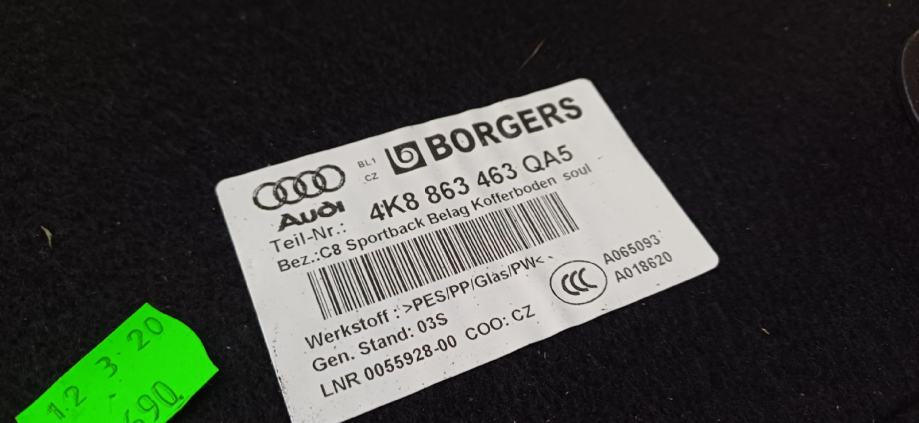 BL1
CZ
BORGERS
Audi
Teil-Nr.: 4K8 863 463 QA5
Bez.:C8 Sportback Belag Kofferboden soul
Werkstoff : >PES/PP/Glas/PW<
Gen. Stand: 03S
LNR 0055928-00 COO: CZ
CCC
A065093
A018620
12 3 20
690.